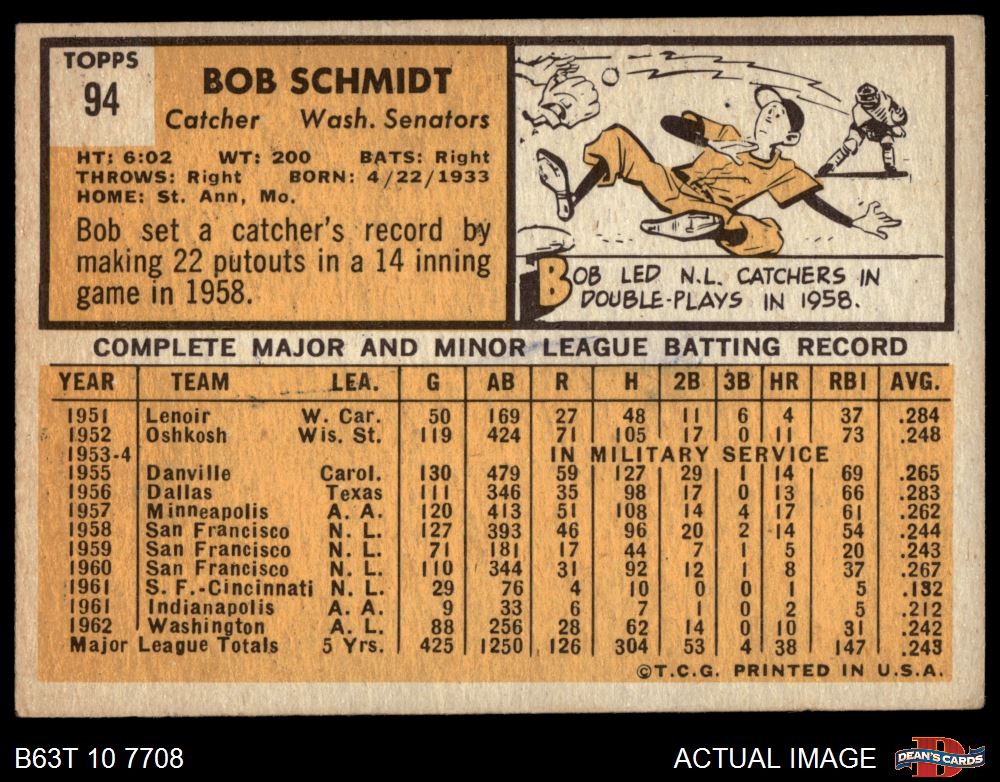 TOPPS
94
BOB SCHMIDT
Catcher Wash. Senators
HT: 6:02 WT: 200 BATS: Right
THROWS: Right BORN: 4/22/1933
HOME: St. Ann, Mo.
Bob set a catcher's record by
making 22 putouts in a 14 inning
game in 1958.
BOB LED N.L. CATCHERS IN
DOUBLE-PLAYS IN 1958.
COMPLETE MAJOR AND MINOR LEAGUE BATTING RECORD
YEAR TEAM LEA. G AB R H 2B 3B HR RBI AVG.
1951 Lenoir W. Car. 50 169 27 48 11 6 4 37 .284
1952 Oshkosh Wis. St. 119 424 71 105 17 0 11 73 .248
1953-4 IN MILITARY SERVICE
1955 Danville Carol. 130 479 59 127 29 1 14 69 .265
1956 Dallas Texas 111 346 35 98 17 0 13 66 .283
1957 Minneapolis A. A. 120 413 51 108 14 4 17 61 .262
1958 San Francisco N. L. 127 393 46 96 20 2 14 54 .244
1959 San Francisco N. L. 71 181 17 44 7 1 5 20 .243
1960 San Francisco N. L. 110 344 31 92 12 1 8 37 .267
1961 S. F.-Cincinnati N. L. 29 76 4 10 0 0 1 5 .132
1961 Indianapolis A. A. 9 33 6 7 1 0 2 5 .212
1962 Washington A. L. 88 256 28 62 14 0 10 31 .242
Major League Totals 5 Yrs. 425 1250 126 304 53 4 38 147 .243
©T.C.G. PRINTED IN U.S.A.
B63T 10 7708 ACTUAL IMAGE DEAN'S CARDS